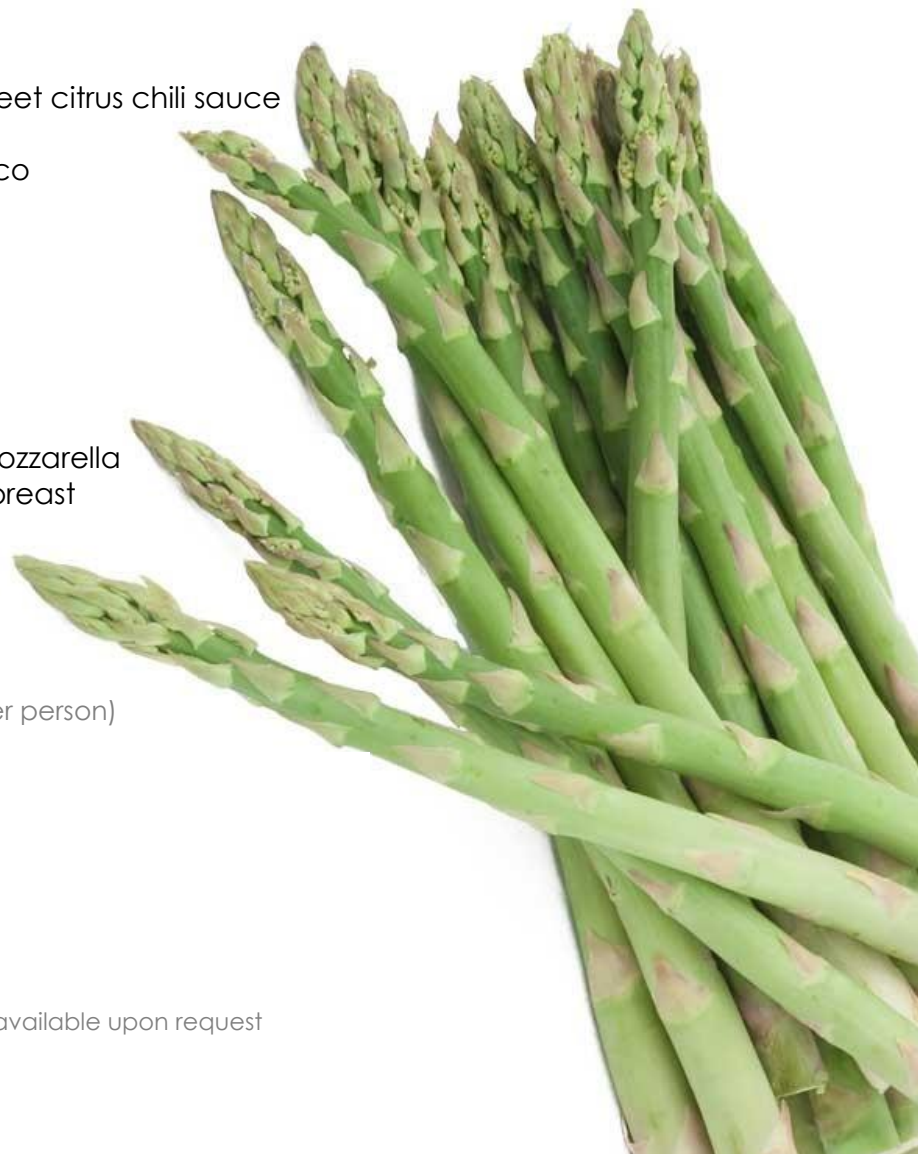 eet citrus chili sauce
co
ozzarella
breast
er person)
available upon request